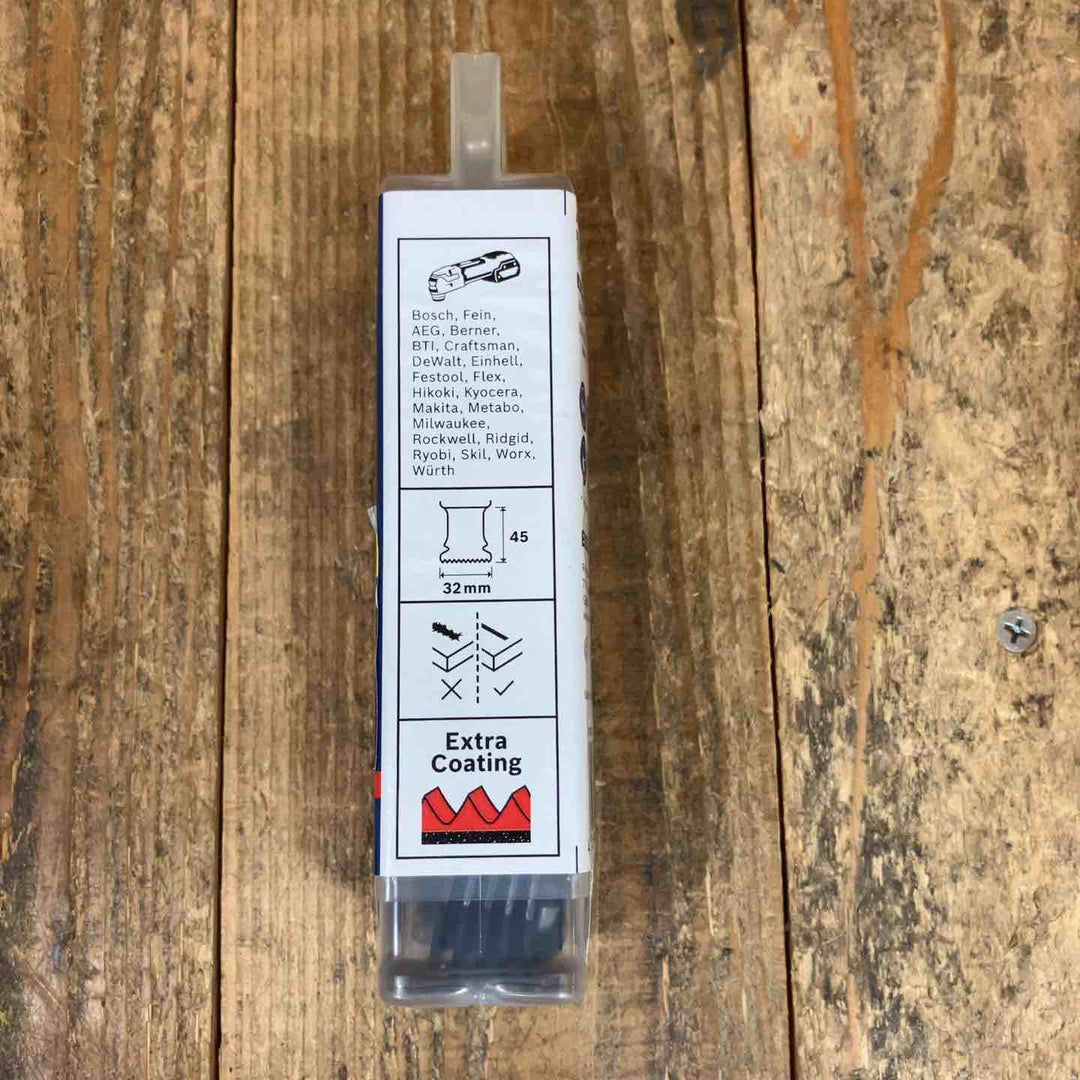 Bosch, Fein,
AEG, Berner,
BTI, Craftsman,
DeWalt, Einhell,
Festool, Flex,
Hikoki, Kyocera,
Makita, Metabo,
Milwaukee,
Rockwell, Ridgid,
Ryobi, Skil, Worx,
Würth
45
32 mm
Extra
Coating